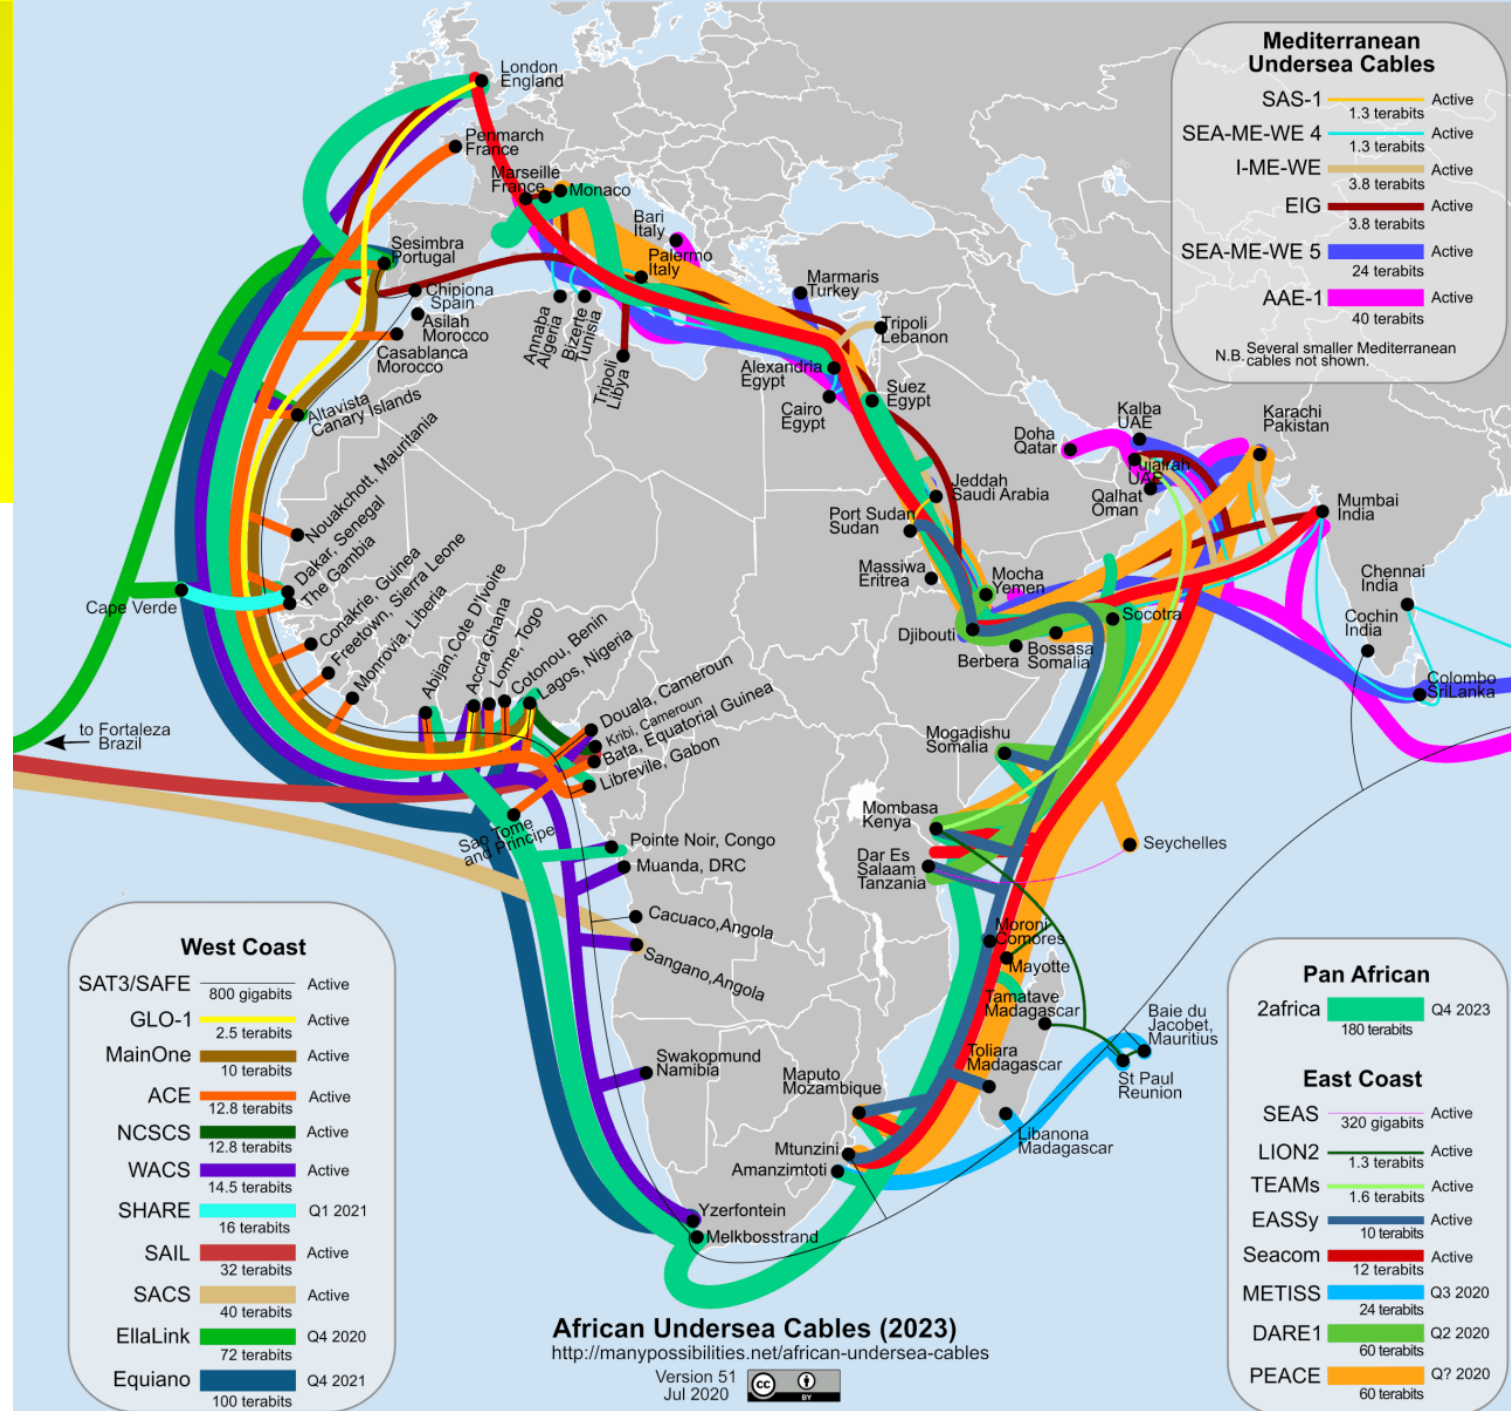 London
England
Penmarch
France
Marseille
France
Monaco
Bari
Italy
Palermo
Italy
Sesimbra
Portugal
Chipiona
Spain
Asilah
Morocco
Casablanca
Morocco
Annaba
Algeria
Bizerte
Tunisia
Tripoli
Libya
Marmaris
Turkey
Tripoli
Lebanon
Alexandria
Egypt
Cairo
Egypt
Suez
Egypt
Altavista
Canary Islands
Doha
Qatar
Kalba
UAE
Fujairah
UAE
Qalhat
Oman
Karachi
Pakistan
Mumbai
India
Chennai
India
Cochin
India
Colombo
SriLanka
Jeddah
Saudi Arabia
Port Sudan
Sudan
Massiwa
Eritrea
Mocha
Yemen
Djibouti
Berbera
Bossasa
Somalia
Socotra
Nouakchott, Mauritania
Dakar, Senegal
The Gambia
Cape Verde
Conakrie, Guinea
Freetown, Sierra Leone
Monrovia, Liberia
Abijan,Cote D'Ivoire
Accra,Ghana
Lome, Togo
Cotonou, Benin
Lagos, Nigeria
Douala, Cameroun
Kribi, Cameroun
Bata, Equatorial Guinea
Librevile, Gabon
to Fortaleza
Brazil
Sao Tome
and Principe
Pointe Noir, Congo
Muanda, DRC
Cacuaco,Angola
Sangano,Angola
Mogadishu
Somalia
Mombasa
Kenya
Dar Es
Salaam
Tanzania
Seychelles
Moroni
Comores
Mayotte
Tamatave
Madagascar
Baie du
Jacobet,
Mauritius
St Paul
Reunion
Toliara
Madagascar
Libanona
Madagascar
Maputo
Mozambique
Mtunzini
Amanzimtoti
Swakopmund
Namibia
Yzerfontein
Melkbosstrand
Mediterranean
Undersea Cables
SAS-1 Active
1.3 terabits
SEA-ME-WE 4 Active
1.3 terabits
I-ME-WE Active
3.8 terabits
EIG Active
3.8 terabits
SEA-ME-WE 5 Active
24 terabits
AAE-1 Active
40 terabits
N.B. Several smaller Mediterranean
cables not shown.
West Coast
SAT3/SAFE Active
800 gigabits
GLO-1 Active
2.5 terabits
MainOne Active
10 terabits
ACE Active
12.8 terabits
NCSCS Active
12.8 terabits
WACS Active
14.5 terabits
SHARE Q1 2021
16 terabits
SAIL Active
32 terabits
SACS Active
40 terabits
EllaLink Q4 2020
72 terabits
Equiano Q4 2021
100 terabits
Pan African
2africa Q4 2023
180 terabits
East Coast
SEAS Active
320 gigabits
LION2 Active
1.3 terabits
TEAMs Active
1.6 terabits
EASSy Active
10 terabits
Seacom Active
12 terabits
METISS Q3 2020
24 terabits
DARE1 Q2 2020
60 terabits
PEACE Q? 2020
60 terabits
African Undersea Cables (2023)
http://manypossibilities.net/african-undersea-cables
Version 51
Jul 2020
cc
BY